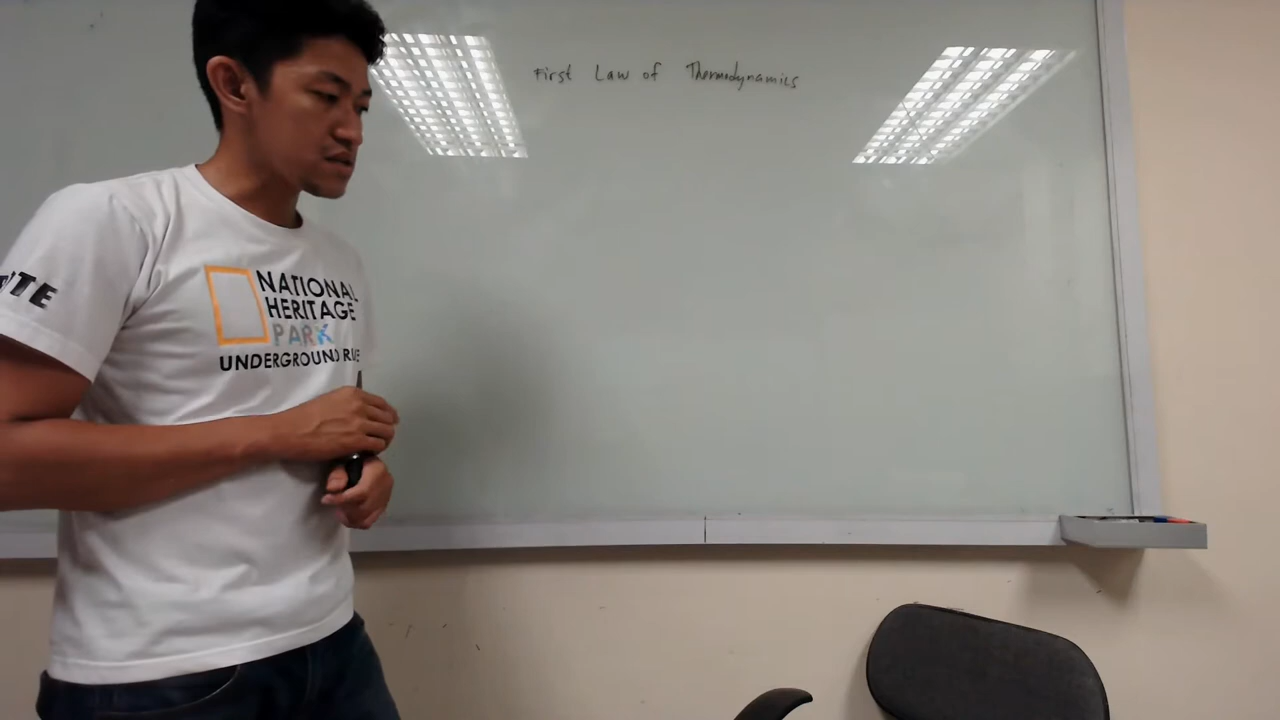 First Law of Thermodynamics
NATIONAL
HERITAGE
PARK
UNDERGROUND